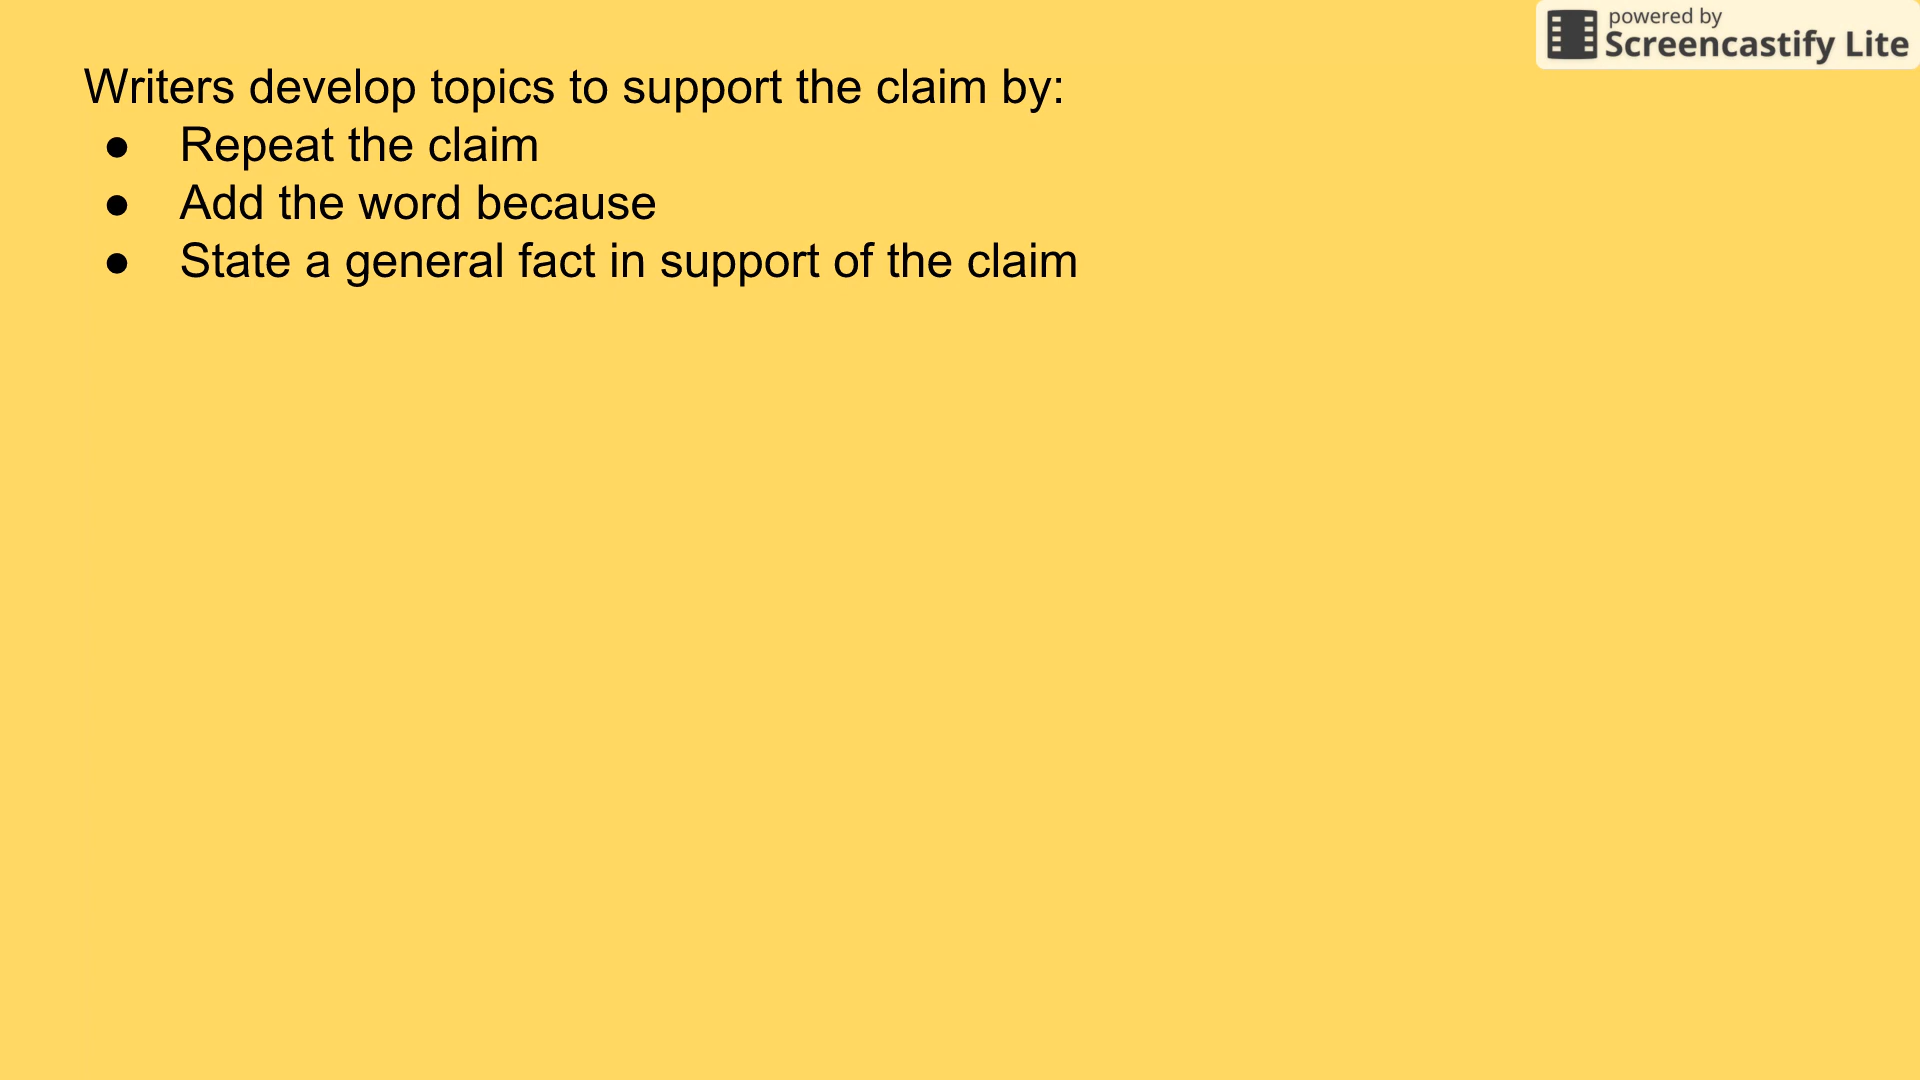 powered by
Screencastify Lite
Writers develop topics to support the claim by:
● Repeat the claim
● Add the word because
● State a general fact in support of the claim